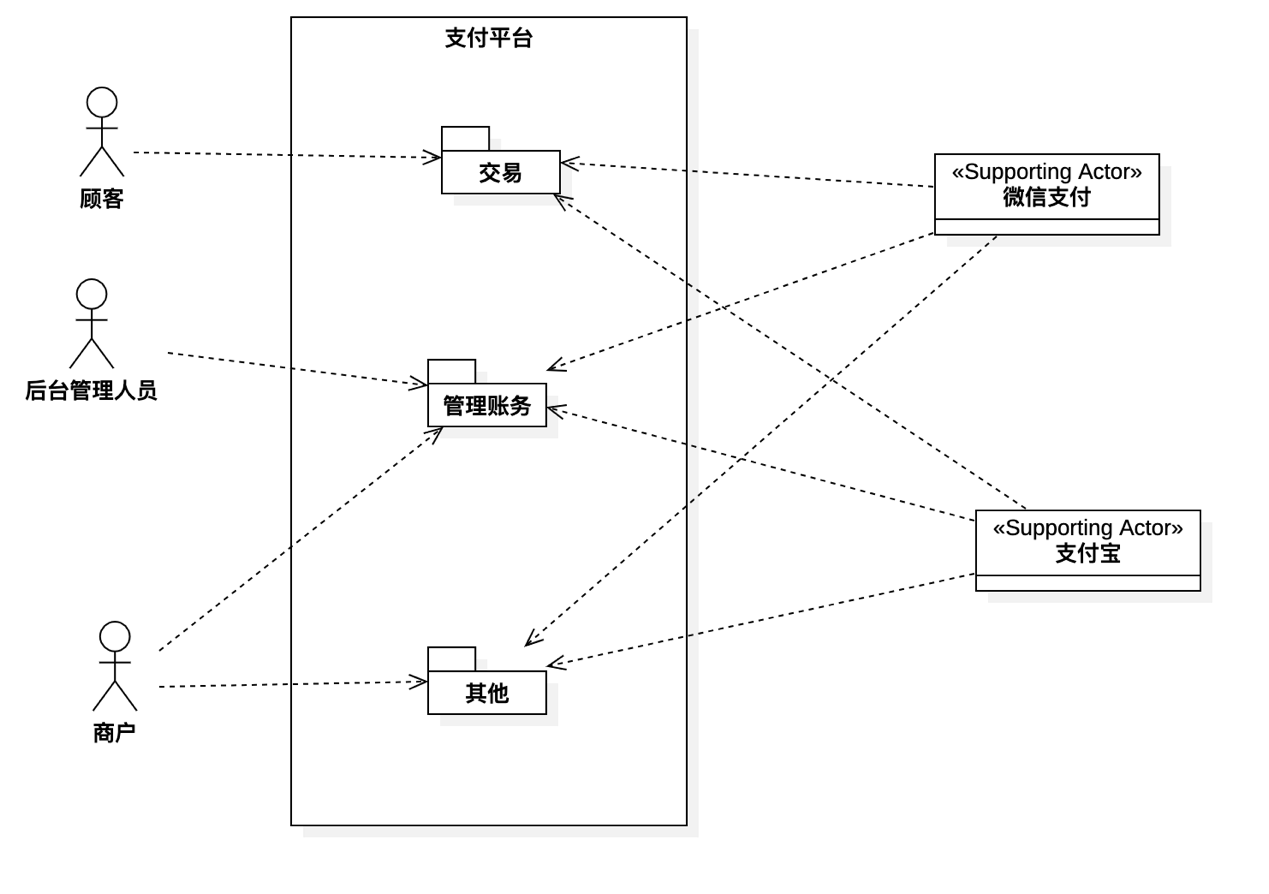 支付平台
顾客
交易
«Supporting Actor»
微信支付
后台管理人员
管理账务
«Supporting Actor»
支付宝
商户
其他